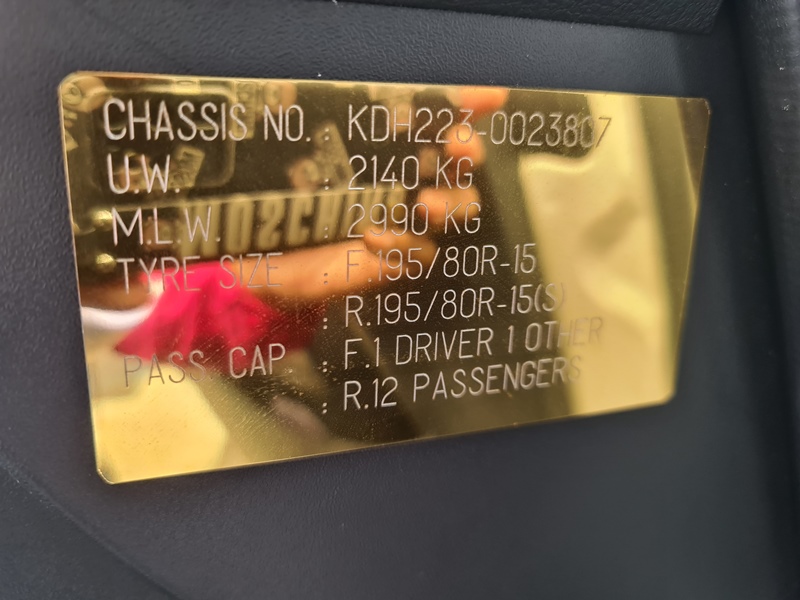 CHASSIS NO. : KDH223-0023807
U.W. : 2140 KG
M.L.W. : 2990 KG
TYRE SIZE : F.195/80R-15
: R.195/80R-15(S)
PASS CAP. : F.1 DRIVER 1 OTHER
: R.12 PASSENGERS